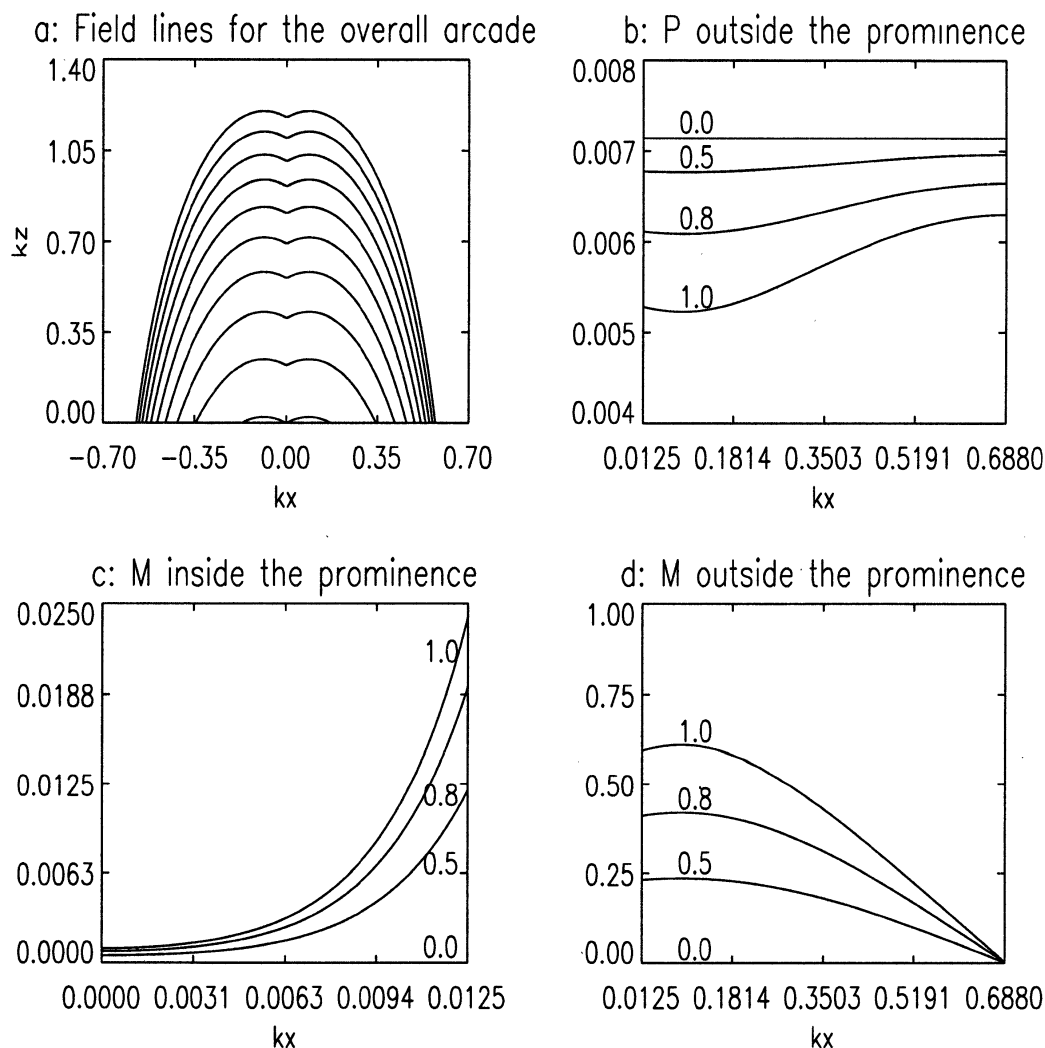 a: Field lines for the overall arcade
1.40
1.05
0.70
0.35
0.00
kz
-0.70 -0.35 0.00 0.35 0.70
kx
b: P outside the prominence
0.008
0.007
0.006
0.005
0.004
0.0
0.5
0.8
1.0
0.0125 0.1814 0.3503 0.5191 0.6880
kx
c: M inside the prominence
0.0250
0.0188
0.0125
0.0063
0.0000
1.0
0.8
0.5
0.0
0.0000 0.0031 0.0063 0.0094 0.0125
kx
d: M outside the prominence
1.00
0.75
0.50
0.25
0.00
1.0
0.8
0.5
0.0
0.0125 0.1814 0.3503 0.5191 0.6880
kx